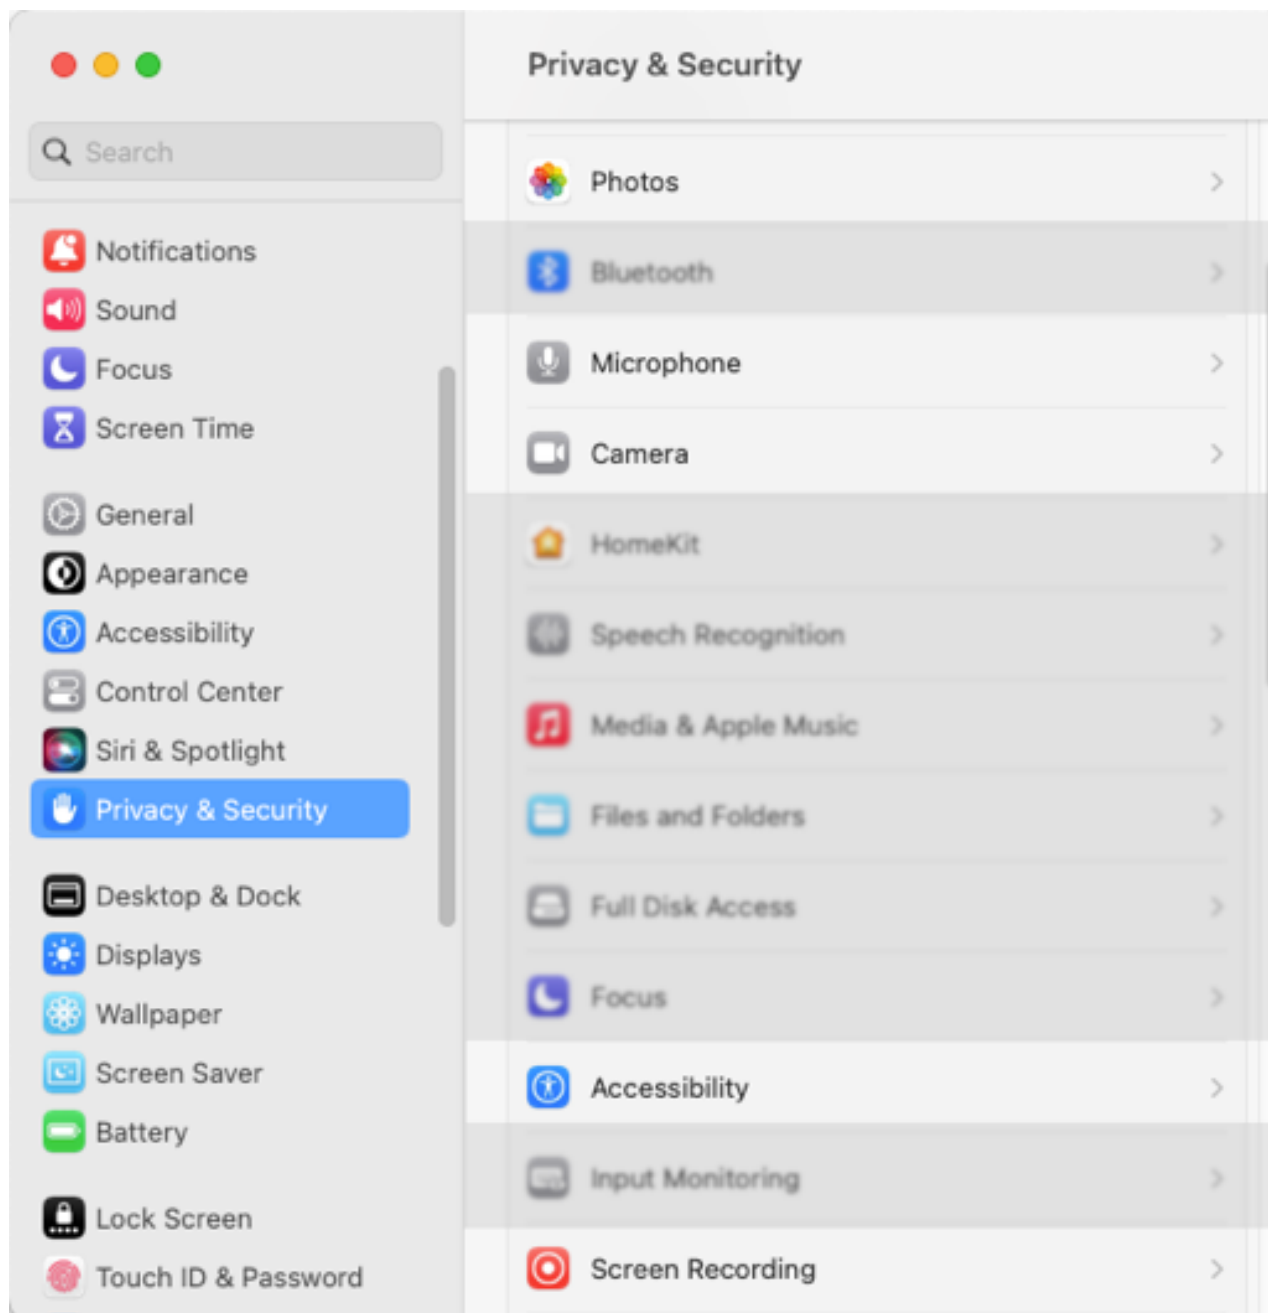 Privacy & Security
Search
Notifications
Sound
Focus
Screen Time
General
Appearance
Accessibility
Control Center
Siri & Spotlight
Privacy & Security
Desktop & Dock
Displays
Wallpaper
Screen Saver
Battery
Lock Screen
Touch ID & Password
Photos
Bluetooth
Microphone
Camera
HomeKit
Speech Recognition
Media & Apple Music
Files and Folders
Full Disk Access
Focus
Accessibility
Input Monitoring
Screen Recording